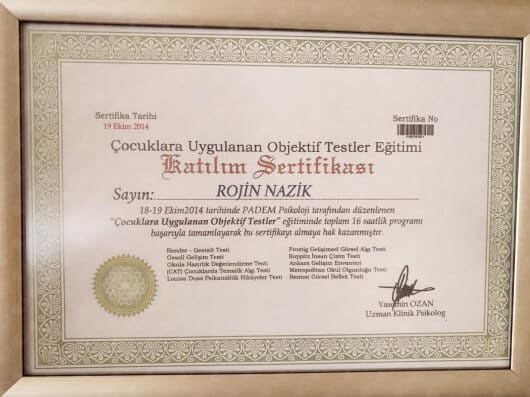 Sertifika Tarihi
19 Ekim 2014
Sertifika No
Çocuklara Uygulanan Objektif Testler Eğitimi
Katılım Sertifikası
Sayın: ROJİN NAZİK
18-19 Ekim2014 tarihinde PADEM Psikoloji tarafından düzenlenen
"Çocuklara Uygulanan Objektif Testler" eğitiminde toplam 16 saatlik programı
başarıyla tamamlayarak bu sertifikayı almaya hak kazanmıştır.
Bender - Gestalt Testi
Gesell Gelişim Testi
Okula Hazırlık Değerlendirme Testi
(CAT) Çocuklarda Tematik Algı Testi
Louisa Duss Psikanalitik Hikâyeler Testi
Frostig Gelişimsel Görsel Algı Testi
Koppitz İnsan Çizim Testi
Ankara Gelişim Envanteri
Metropolitan Okul Olgunluğu Testi
Benton Görsel Bellek Testi
Yasemin OZAN
Uzman Klinik Psikolog